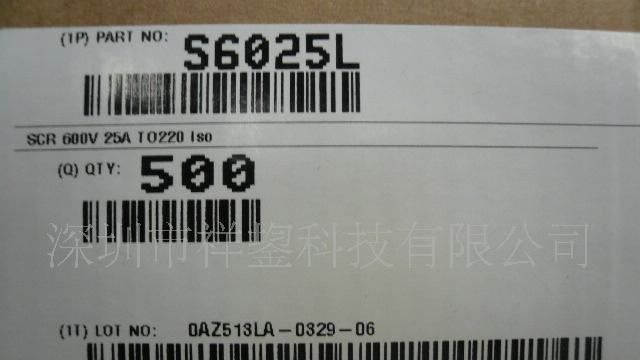 (1P) PART NO: S6025L
SCR 600V 25A TO220 Iso
(Q) QTY: 500
深圳市祥鋆科技有限公司
(1T) LOT NO: 0AZ513LA-0329-06